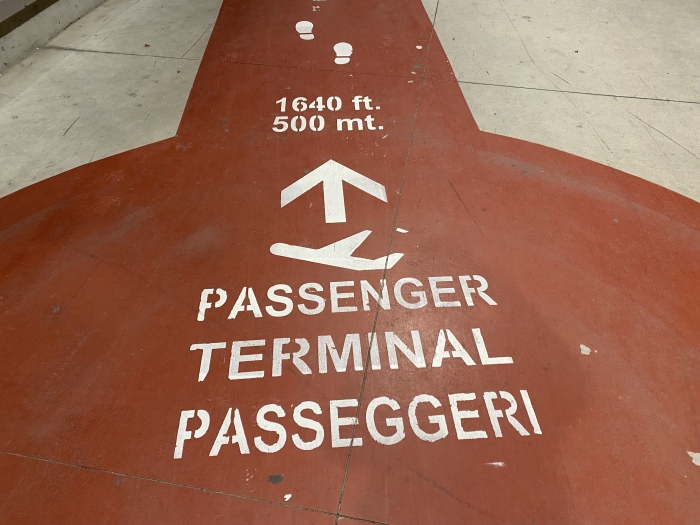 1640 ft.
500 mt.
PASSENGER
TERMINAL
PASSEGGERI